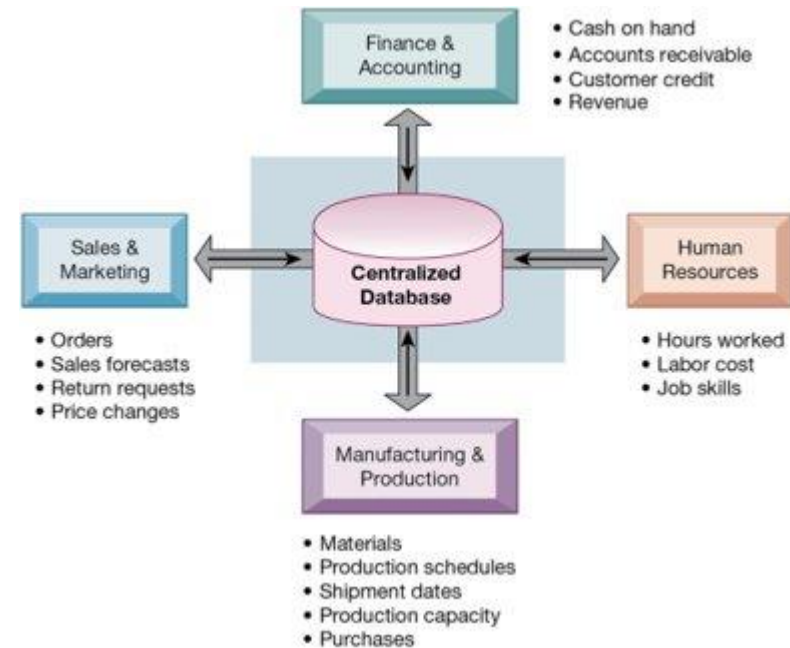 Finance &
Accounting
• Cash on hand
• Accounts receivable
• Customer credit
• Revenue
Sales &
Marketing
• Orders
• Sales forecasts
• Return requests
• Price changes
Centralized
Database
Human
Resources
• Hours worked
• Labor cost
• Job skills
Manufacturing &
Production
• Materials
• Production schedules
• Shipment dates
• Production capacity
• Purchases